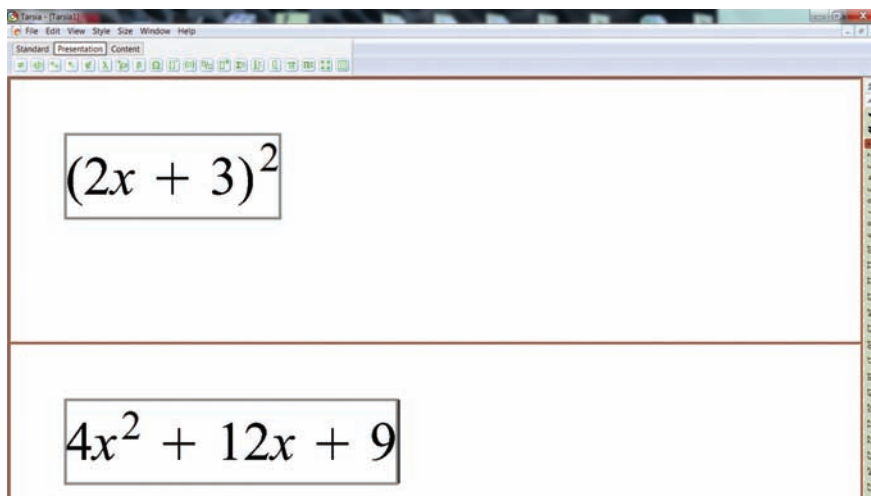 Tarsia - [Tarsia1]
File Edit View Style Size Window Help
Standard Presentation Content
(2x + 3)²
4x² + 12x + 9